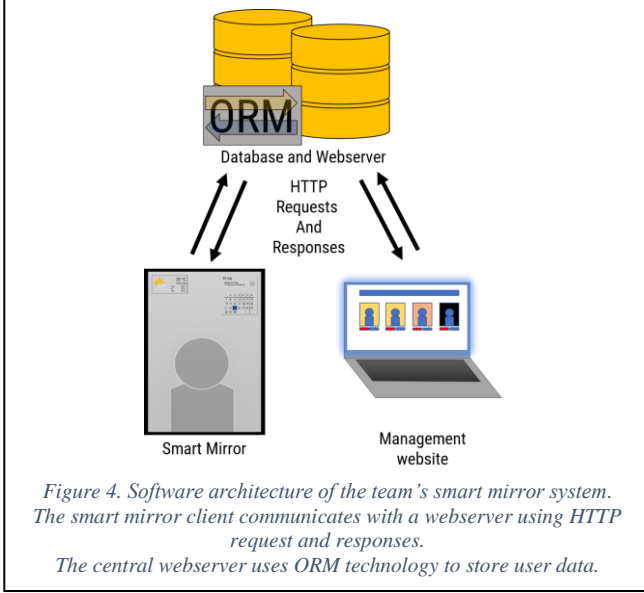 ORM
Database and Webserver
HTTP
Requests
And
Responses
Smart Mirror
Management
website
Figure 4. Software architecture of the team’s smart mirror system.
The smart mirror client communicates with a webserver using HTTP
request and responses.
The central webserver uses ORM technology to store user data.